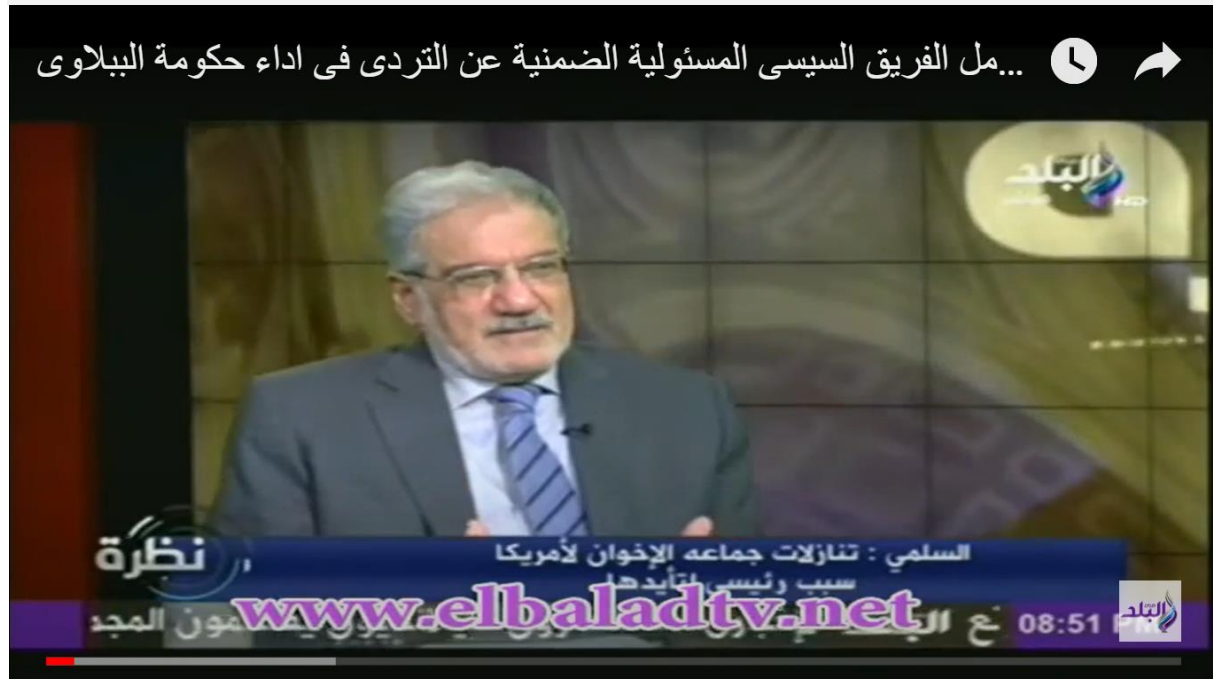 ...مل الفريق السيسى المسئولية الضمنية عن التردى فى اداء حكومة الببلاوى
البلد
نظرة
السلمي : تنازلات جماعه الإخوان لأمريكا
سبب رئيسي لتأيدها
www.elbaladtv.net
08:51 PM
البلد